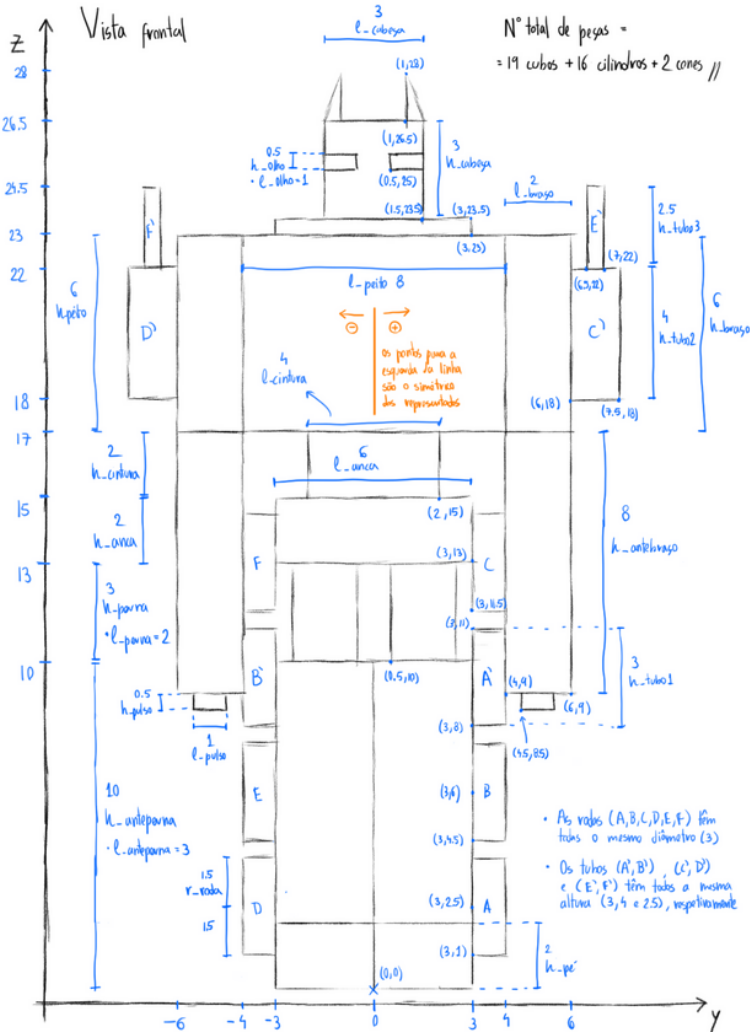 Vista frontal
Nº total de peças =
= 19 cubos + 16 cilindros + 2 cones //
z
3
l_cabeça
28
(1,28)
26.5
(1,26.5)
0.5
h_olho
• l_olho=1
3
h_cabeça
(0.5,25)
2
l_braço
25.5
(1.5,23.5)
(3,23.5)
F'
E'
2.5
h_tubo3
23
(3,23)
(7,22)
22
(6.5,22)
l_peito 8
6
h_peito
6
h_braço
D'
C'
4
h_tubo2
⊖
⊕
os pontos para a
esquerda da linha
são o simétrico
dos representados
4
l_cintura
18
(6,18)
(7.5,18)
17
2
h_cintura
6
l_anca
15
(2,15)
8
h_antebraço
2
h_anca
F
(3,13)
C
13
3
h_perna
• l_perna=2
(3,11.5)
(3,11)
10
B'
(0.5,10)
A'
3
h_tubo1
(4,9)
(6,9)
0.5
h_pulso
1
l_pulso
(3,8)
(4.5,8.5)
10
h_anteperna
• l_anteperna=3
E
(3,6)
B
(3,4.5)
• As rodas (A,B,C,D,E,F) têm
todas o mesmo diâmetro (3)
• Os tubos (A',B'), (C',D')
e (E',F') têm todos a mesma
altura (3,4 e 2.5), respetivamente
1.5
r_roda
1.5
D
(3,2.5)
A
(3,1)
2
h_pé
(0,0)
-6
-4
-3
0
3
4
6
y